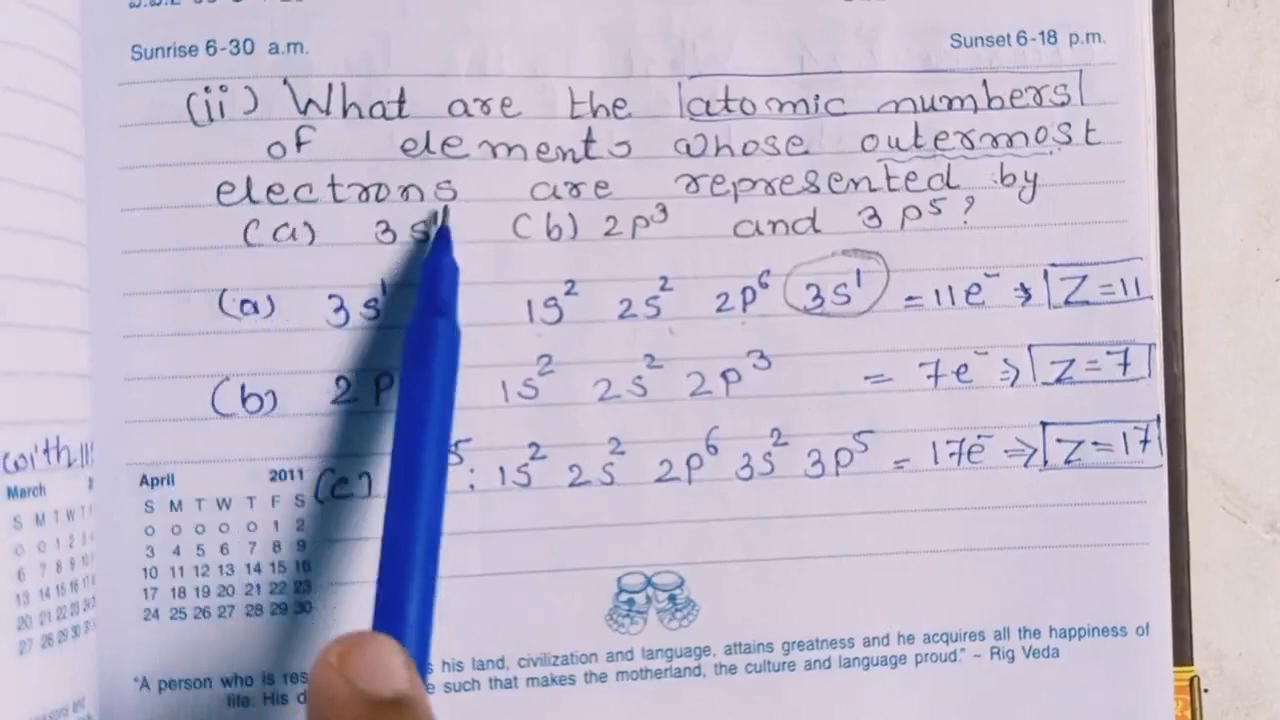 Sunrise 6-30 a.m.
Sunset 6-18 p.m.
(ii) What are the atomic numbers
of elements whose outermost
electrons are represented by
(a) 3s¹ (b) 2p³ and 3p⁵?
(a) 3s¹ 1s² 2s² 2p⁶ 3s¹ = 11e⁻ ⇒ Z=11
(b) 2p 1s² 2s² 2p³ = 7e⁻ ⇒ Z=7
(c) 5: 1s² 2s² 2p⁶ 3s² 3p⁵ = 17e⁻ ⇒ Z=17
March
April 2011
S M T W T F S
0 0 0 0 0 1 2
3 4 5 6 7 8 9
10 11 12 13 14 15 16
17 18 19 20 21 22 23
24 25 26 27 28 29 30
"A person who is his land, civilization and language, attains greatness and he acquires all the happiness of
life. His such that makes the motherland, the culture and language proud." ~ Rig Veda